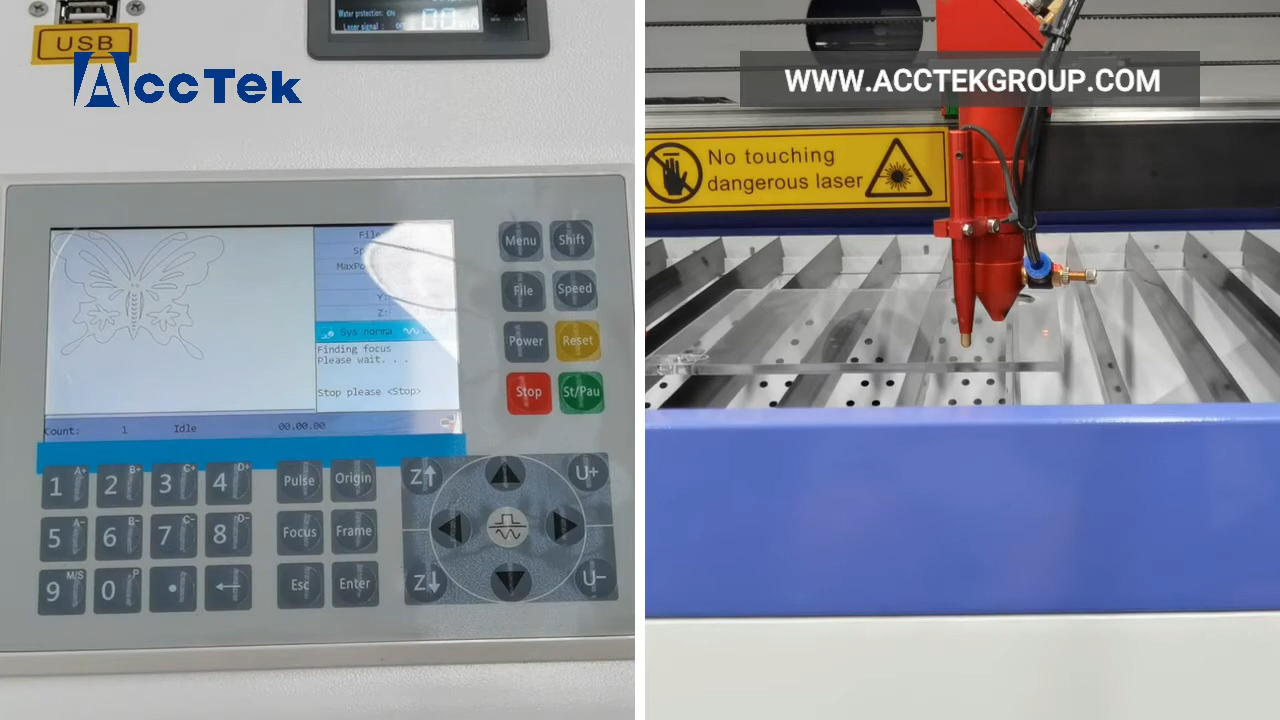 Water protection: ON
Laser signal:
00
USB
AccTek
File
MaxPo
Y:
Z:
Sys norma
Finding focus
Please wait. . .
Stop please <Stop>
Count: 1 Idle 00.00.00
Menu Shift
File Speed
Power Reset
Stop St/Pau
1 A+ 2 B+ 3 C+ 4 D+
5 A- 6 B- 7 C- 8 D-
9 M/S 0 P . ←
Pulse Origin
Focus Frame
Esc Enter
Z↑ U+
Z↓ U-
WWW.ACCTEKGROUP.COM
No touching
dangerous laser